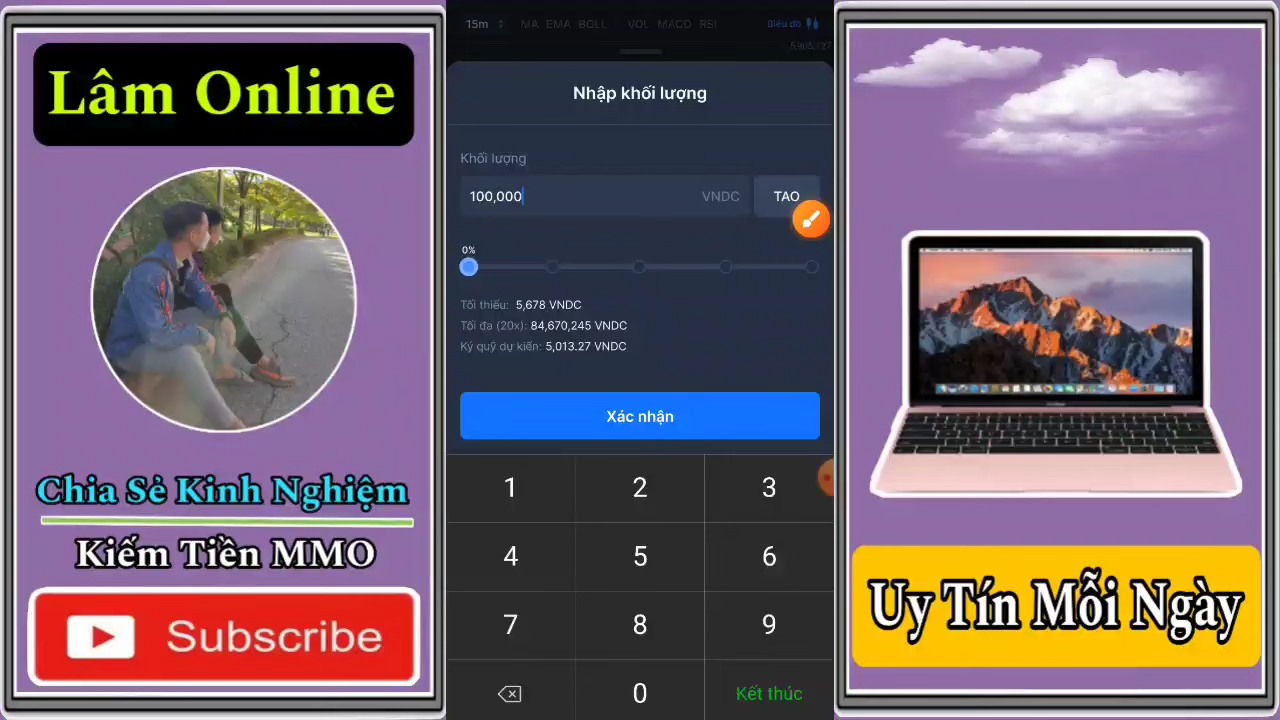 Lâm Online
Chia Sẻ Kinh Nghiệm
Kiếm Tiền MMO
Subscribe
15m MA EMA BOLL VOL MACD RSI Biểu đồ
Nhập khối lượng
Khối lượng
100,000 VNDC TAO
0%
Tối thiểu: 5,678 VNDC
Tối đa (20x): 84,670,245 VNDC
Ký quỹ dự kiến: 5,013.27 VNDC
Xác nhận
1 2 3
4 5 6
7 8 9
0 Kết thúc
Uy Tín Mỗi Ngày